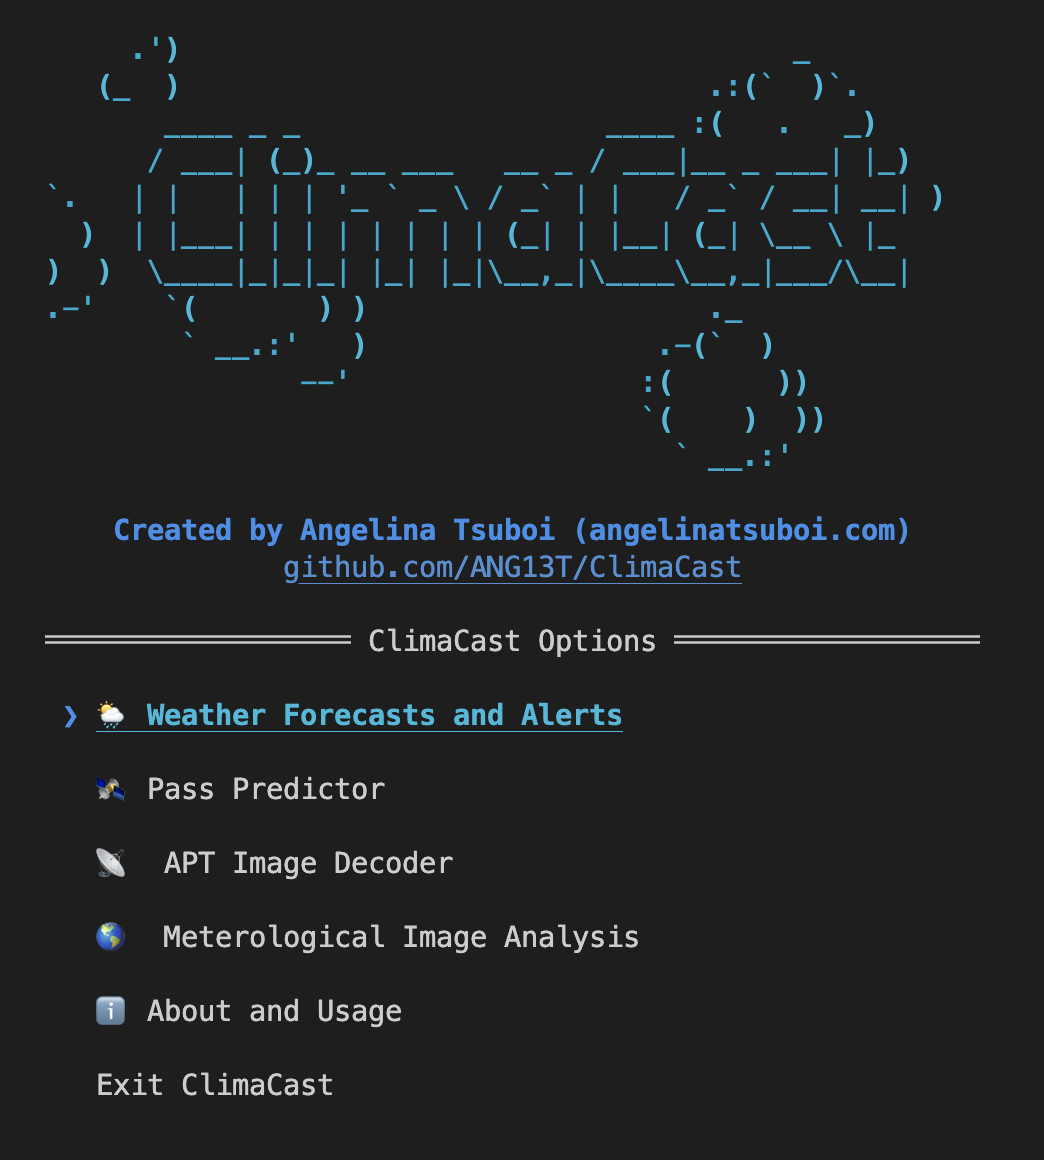 ClimaCast
Created by Angelina Tsuboi (angelinatsuboi.com)
github.com/ANG13T/ClimaCast
ClimaCast Options
❯ Weather Forecasts and Alerts
Pass Predictor
APT Image Decoder
Meterological Image Analysis
About and Usage
Exit ClimaCast